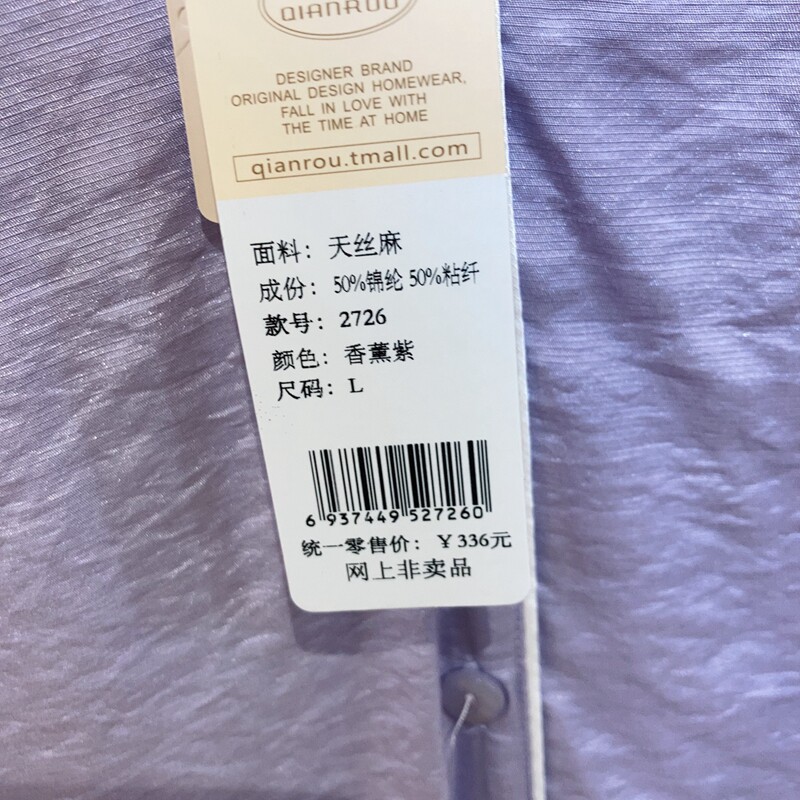 QIANROU
DESIGNER BRAND
ORIGINAL DESIGN HOMEWEAR,
FALL IN LOVE WITH
THE TIME AT HOME
qianrou.tmall.com
面料：天丝麻
成份：50%锦纶 50%粘纤
款号：2726
颜色：香薰紫
尺码：L
6 937449 527260
统一零售价：￥336元
网上非卖品